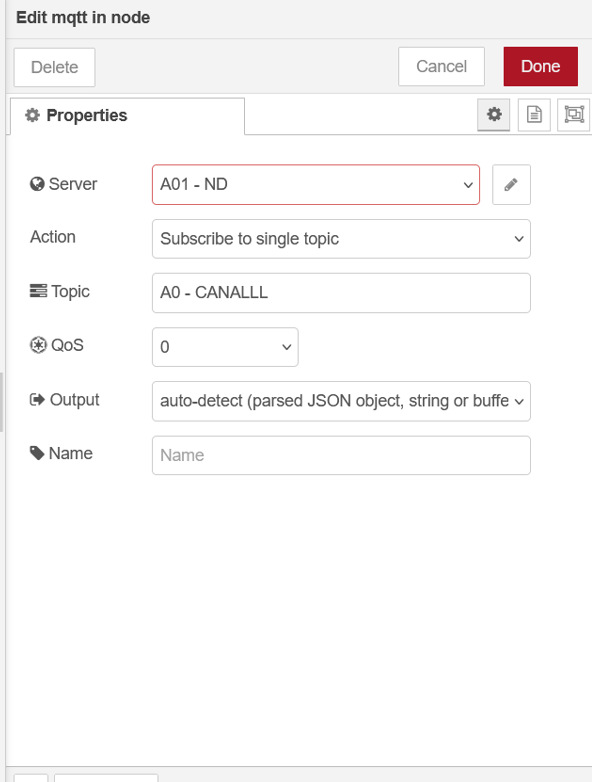 Edit mqtt in node
Delete
Cancel
Done
Properties
Server
A01 - ND
Action
Subscribe to single topic
Topic
A0 - CANALLL
QoS
0
Output
auto-detect (parsed JSON object, string or buffe
Name
Name